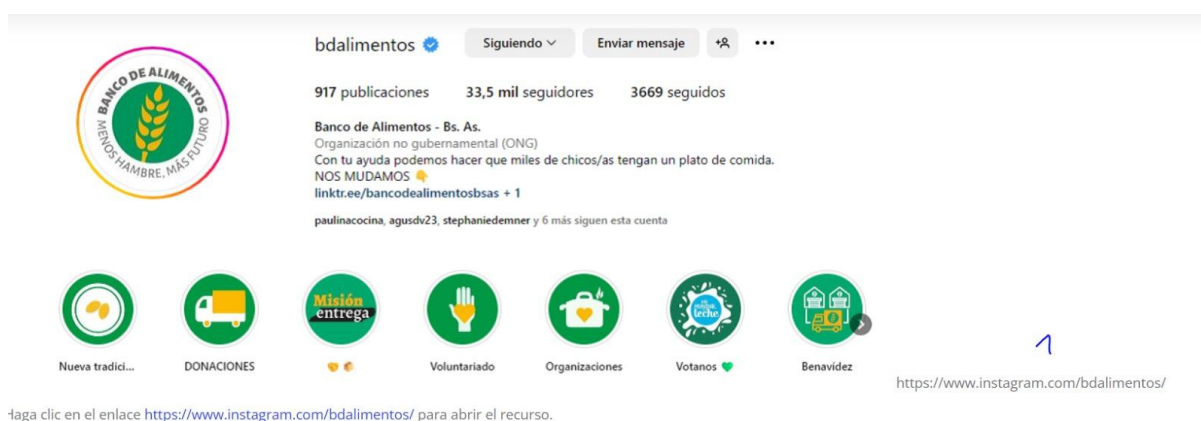 BANCO DE ALIMENTOS
MENOS HAMBRE, MÁS FUTURO
bdalimentos
Siguiendo
Enviar mensaje
917 publicaciones 33,5 mil seguidores 3669 seguidos
Banco de Alimentos - Bs. As.
Organización no gubernamental (ONG)
Con tu ayuda podemos hacer que miles de chicos/as tengan un plato de comida.
NOS MUDAMOS 👇
linktr.ee/bancodealimentosbsas + 1
paulinacocina, agusdv23, stephaniedemner y 6 más siguen esta cuenta
Misión
entrega
leche
Nueva tradici...
DONACIONES
Voluntariado
Organizaciones
Votanos 💚
Benavídez
1
https://www.instagram.com/bdalimentos/
Haga clic en el enlace https://www.instagram.com/bdalimentos/ para abrir el recurso.